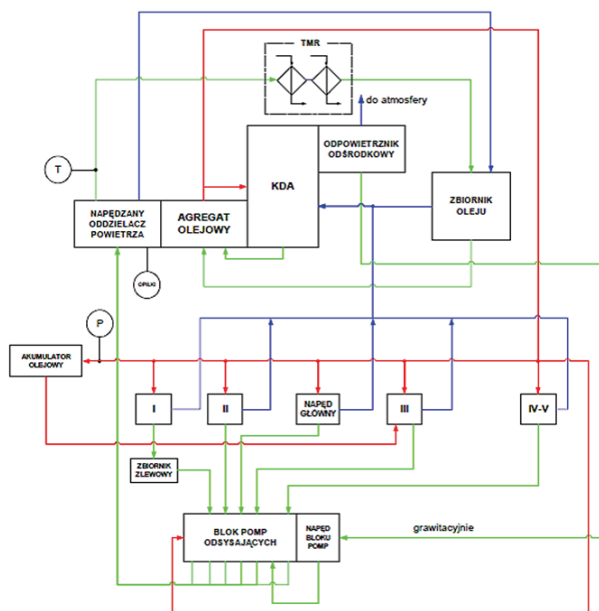 TMR
do atmosfery
ODPOWIETRZNIK
ODŚRODKOWY
KDA
T
ZBIORNIK
OLEJU
NAPĘDZANY
ODDZIELACZ
POWIETRZA
AGREGAT
OLEJOWY
OPIŁKI
P
AKUMULATOR
OLEJOWY
I
II
NAPĘD
GŁÓWNY
III
IV-V
ZBIORNIK
ZLEWOWY
BLOK POMP
ODSYSAJĄCYCH
NAPĘD
BLOKU
POMP
grawitacyjnie